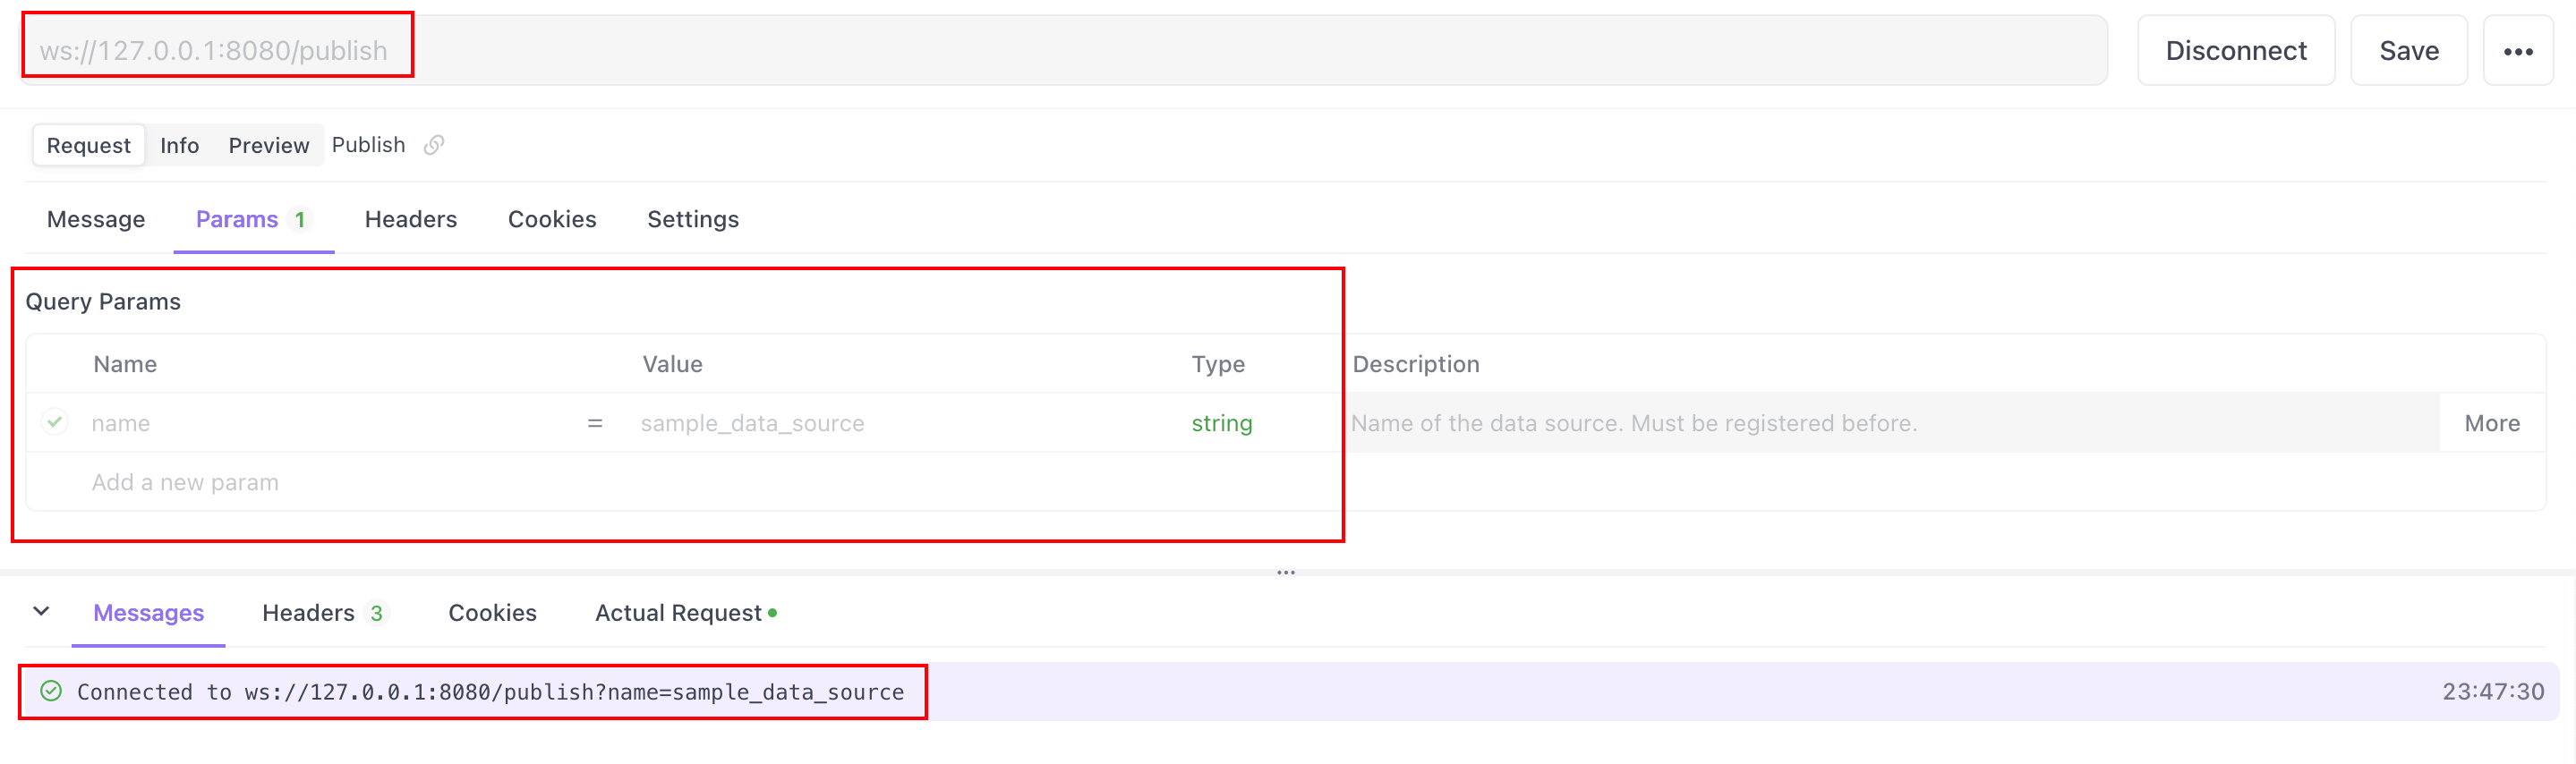 ws://127.0.0.1:8080/publish
Disconnect
Save
•••
Request Info Preview Publish
Message Params 1 Headers Cookies Settings
Query Params
Name Value Type Description
name = sample_data_source string Name of the data source. Must be registered before. More
Add a new param
Messages Headers 3 Cookies Actual Request
Connected to ws://127.0.0.1:8080/publish?name=sample_data_source 23:47:30